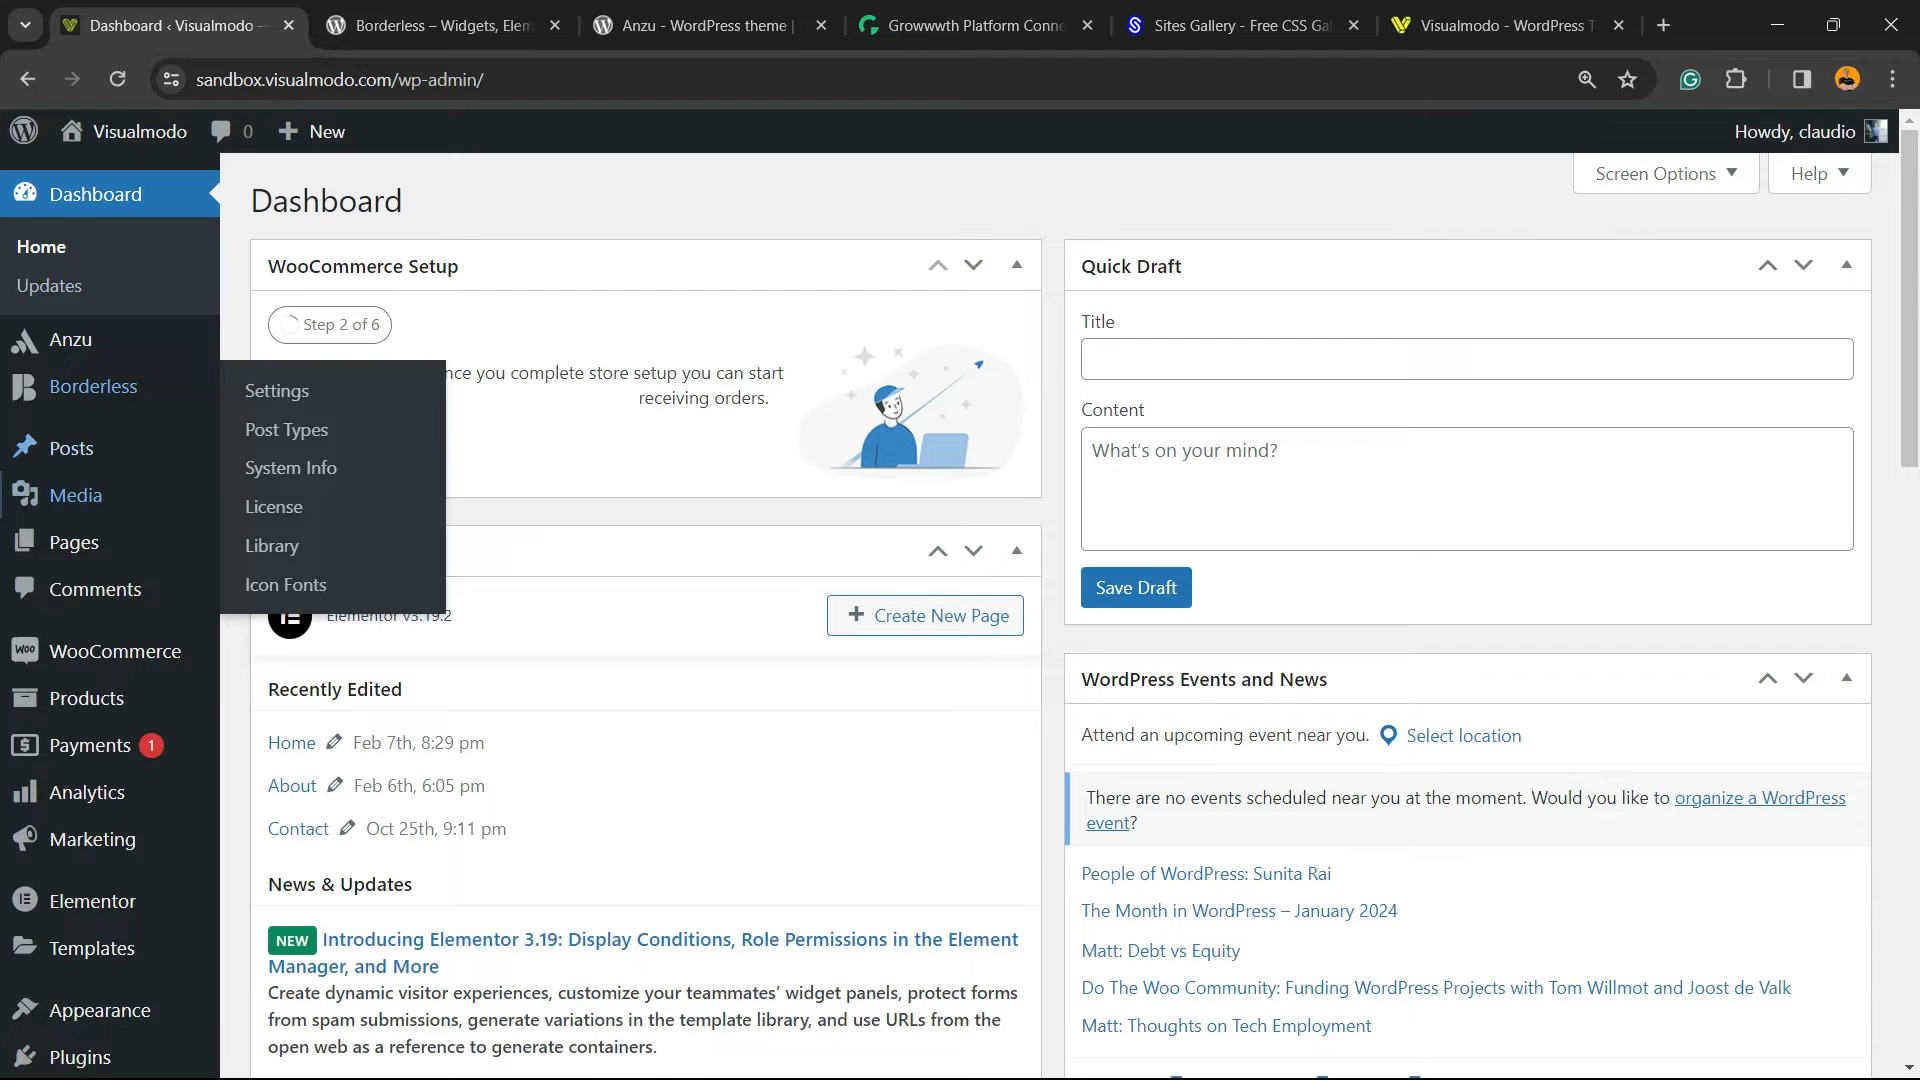 Dashboard ‹ Visualmodo –
Borderless – Widgets, Elem
Anzu - WordPress theme |
Growwwth Platform Conne
Sites Gallery - Free CSS Gal
Visualmodo - WordPress T
sandbox.visualmodo.com/wp-admin/
Visualmodo
0
New
Howdy, claudio
Dashboard
Home
Updates
Anzu
Borderless
Posts
Media
Pages
Comments
WooCommerce
Products
Payments 1
Analytics
Marketing
Elementor
Templates
Appearance
Plugins
Settings
Post Types
System Info
License
Library
Icon Fonts
Dashboard
Screen Options
Help
WooCommerce Setup
Step 2 of 6
nce you complete store setup you can start
receiving orders.
Elementor v3.19.2
Create New Page
Recently Edited
Home Feb 7th, 8:29 pm
About Feb 6th, 6:05 pm
Contact Oct 25th, 9:11 pm
News & Updates
NEW Introducing Elementor 3.19: Display Conditions, Role Permissions in the Element
Manager, and More
Create dynamic visitor experiences, customize your teammates’ widget panels, protect forms
from spam submissions, generate variations in the template library, and use URLs from the
open web as a reference to generate containers.
Quick Draft
Title
Content
What’s on your mind?
Save Draft
WordPress Events and News
Attend an upcoming event near you. Select location
There are no events scheduled near you at the moment. Would you like to organize a WordPress
event?
People of WordPress: Sunita Rai
The Month in WordPress – January 2024
Matt: Debt vs Equity
Do The Woo Community: Funding WordPress Projects with Tom Willmot and Joost de Valk
Matt: Thoughts on Tech Employment